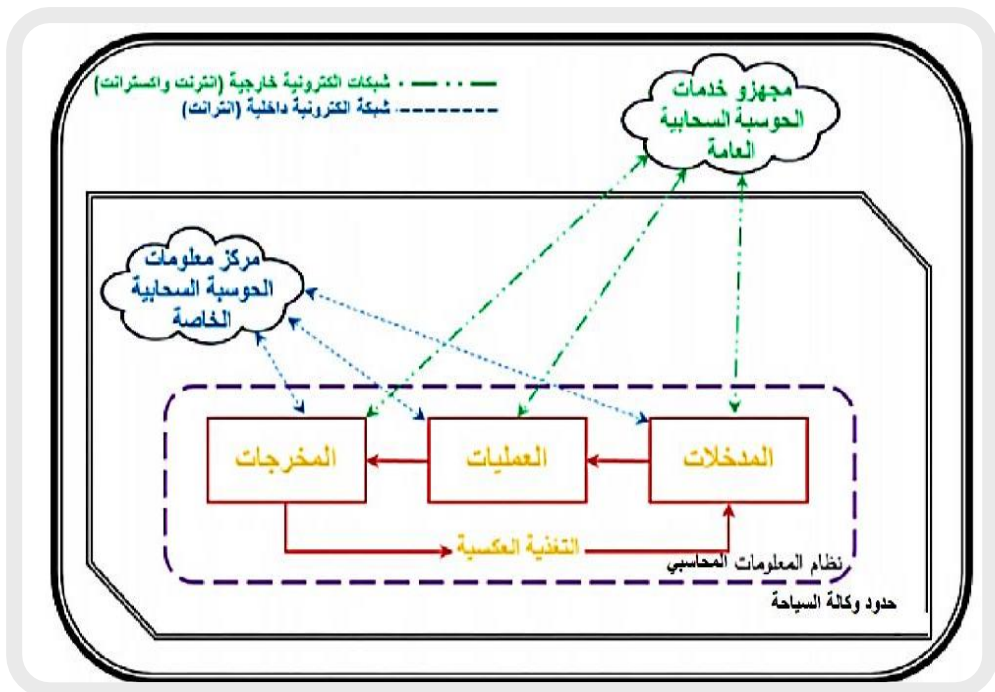 شبكات الكترونية خارجية (انترنت واكسترانت)
شبكة الكترونية داخلية (انترانت)
مجهزو خدمات
الحوسبة السحابية
العامة
مركز معلومات
الحوسبة السحابية
الخاصة
المدخلات
العمليات
المخرجات
التغذية العكسية
نظام المعلومات المحاسبي
حدود وكالة السياحة